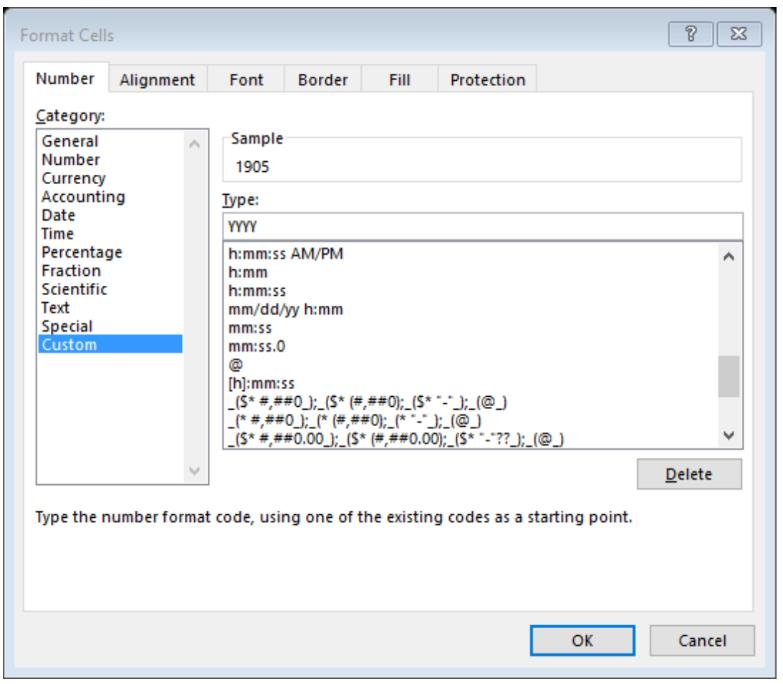 Format Cells
Number Alignment Font Border Fill Protection
Category:
General
Number
Currency
Accounting
Date
Time
Percentage
Fraction
Scientific
Text
Special
Custom
Sample
1905
Type:
YYYY
h:mm:ss AM/PM
h:mm
h:mm:ss
mm/dd/yy h:mm
mm:ss
mm:ss.0
@
[h]:mm:ss
_($* #,##0_);_($* (#,##0);_($* "-"_);_(@_)
_(* #,##0_);_(* (#,##0);_(* "-"_);_(@_)
_($* #,##0.00_);_($* (#,##0.00);_($* "-"??_);_(@_)
Delete
Type the number format code, using one of the existing codes as a starting point.
OK Cancel